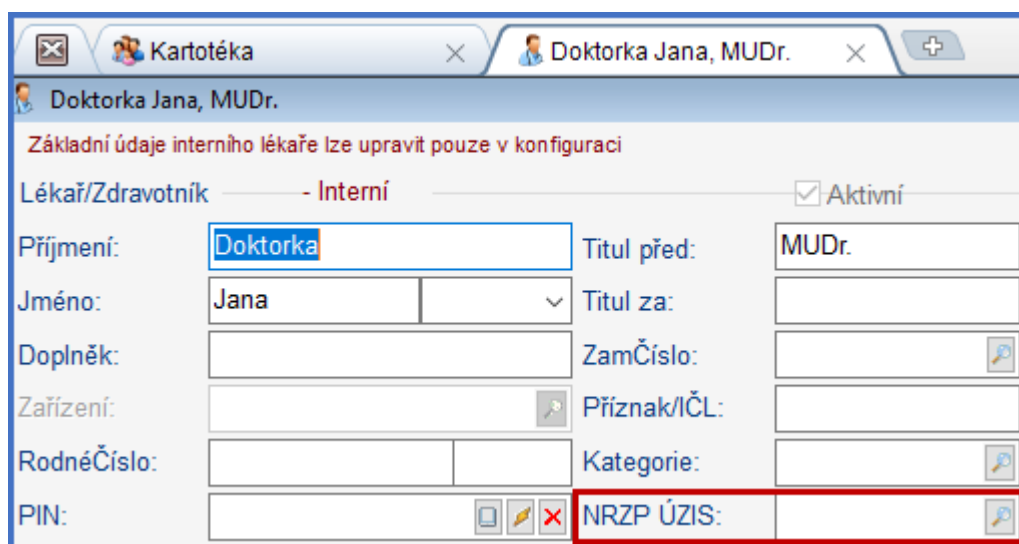 Kartotéka
Doktorka Jana, MUDr.
Doktorka Jana, MUDr.
Základní údaje interního lékaře lze upravit pouze v konfiguraci
Lékař/Zdravotník - Interní Aktivní
Příjmení: Doktorka Titul před: MUDr.
Jméno: Jana Titul za:
Doplněk: ZamČíslo:
Zařízení: Příznak/IČL:
RodnéČíslo: Kategorie:
PIN: NRZP ÚZIS: